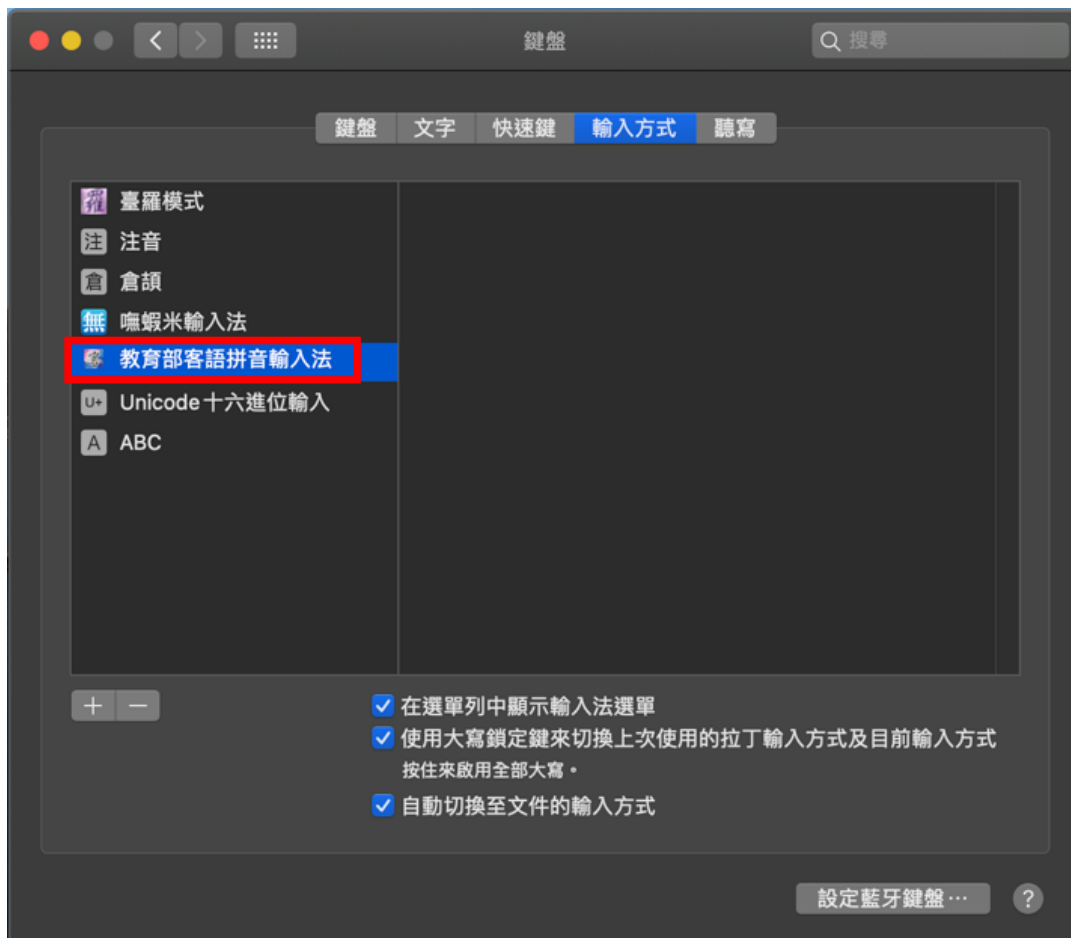 鍵盤
搜尋
鍵盤 文字 快速鍵 輸入方式 聽寫
臺羅模式
注 注音
倉 倉頡
無 嘸蝦米輸入法
教育部客語拼音輸入法
U+ Unicode十六進位輸入
A ABC
在選單列中顯示輸入法選單
使用大寫鎖定鍵來切換上次使用的拉丁輸入方式及目前輸入方式
按住來啟用全部大寫。
自動切換至文件的輸入方式
設定藍牙鍵盤… ?